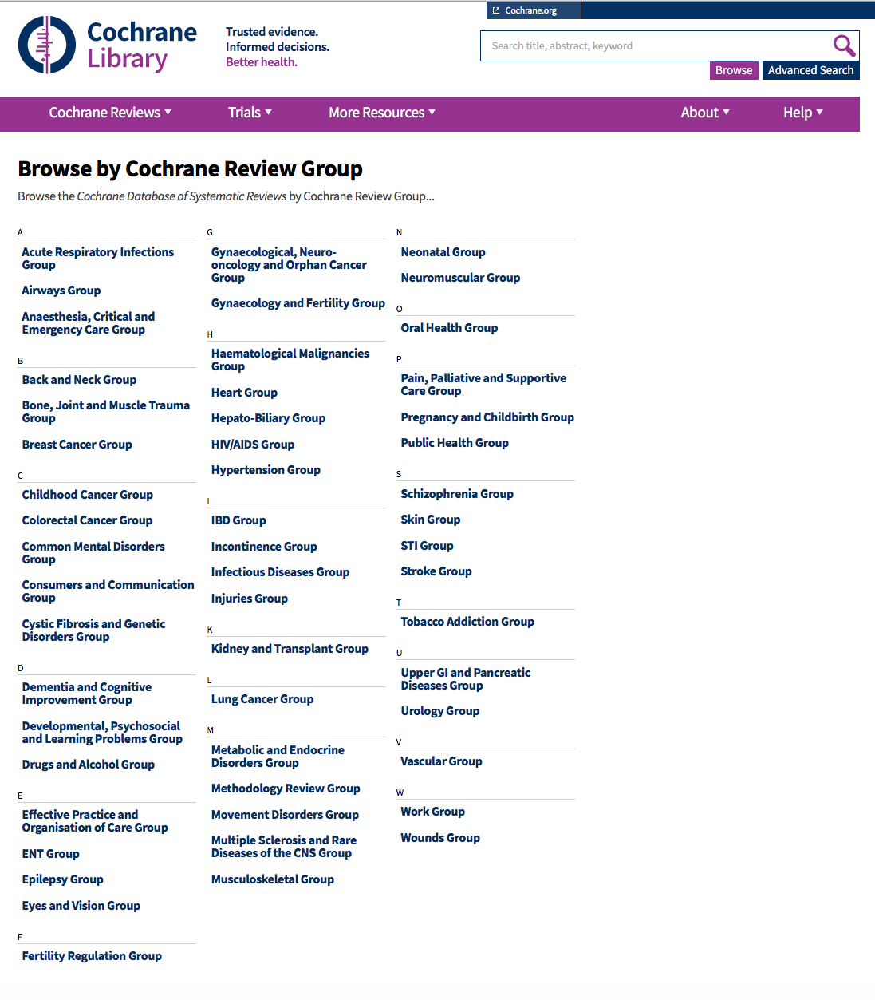 Cochrane.org
Cochrane
Library
Trusted evidence.
Informed decisions.
Better health.
Search title, abstract, keyword
Browse
Advanced Search
Cochrane Reviews
Trials
More Resources
About
Help
Browse by Cochrane Review Group
Browse the Cochrane Database of Systematic Reviews by Cochrane Review Group...
A
Acute Respiratory Infections
Group
Airways Group
Anaesthesia, Critical and
Emergency Care Group
B
Back and Neck Group
Bone, Joint and Muscle Trauma
Group
Breast Cancer Group
C
Childhood Cancer Group
Colorectal Cancer Group
Common Mental Disorders
Group
Consumers and Communication
Group
Cystic Fibrosis and Genetic
Disorders Group
D
Dementia and Cognitive
Improvement Group
Developmental, Psychosocial
and Learning Problems Group
Drugs and Alcohol Group
E
Effective Practice and
Organisation of Care Group
ENT Group
Epilepsy Group
Eyes and Vision Group
F
Fertility Regulation Group
G
Gynaecological, Neuro-
oncology and Orphan Cancer
Group
Gynaecology and Fertility Group
H
Haematological Malignancies
Group
Heart Group
Hepato-Biliary Group
HIV/AIDS Group
Hypertension Group
I
IBD Group
Incontinence Group
Infectious Diseases Group
Injuries Group
K
Kidney and Transplant Group
L
Lung Cancer Group
M
Metabolic and Endocrine
Disorders Group
Methodology Review Group
Movement Disorders Group
Multiple Sclerosis and Rare
Diseases of the CNS Group
Musculoskeletal Group
N
Neonatal Group
Neuromuscular Group
O
Oral Health Group
P
Pain, Palliative and Supportive
Care Group
Pregnancy and Childbirth Group
Public Health Group
S
Schizophrenia Group
Skin Group
STI Group
Stroke Group
T
Tobacco Addiction Group
U
Upper GI and Pancreatic
Diseases Group
Urology Group
V
Vascular Group
W
Work Group
Wounds Group